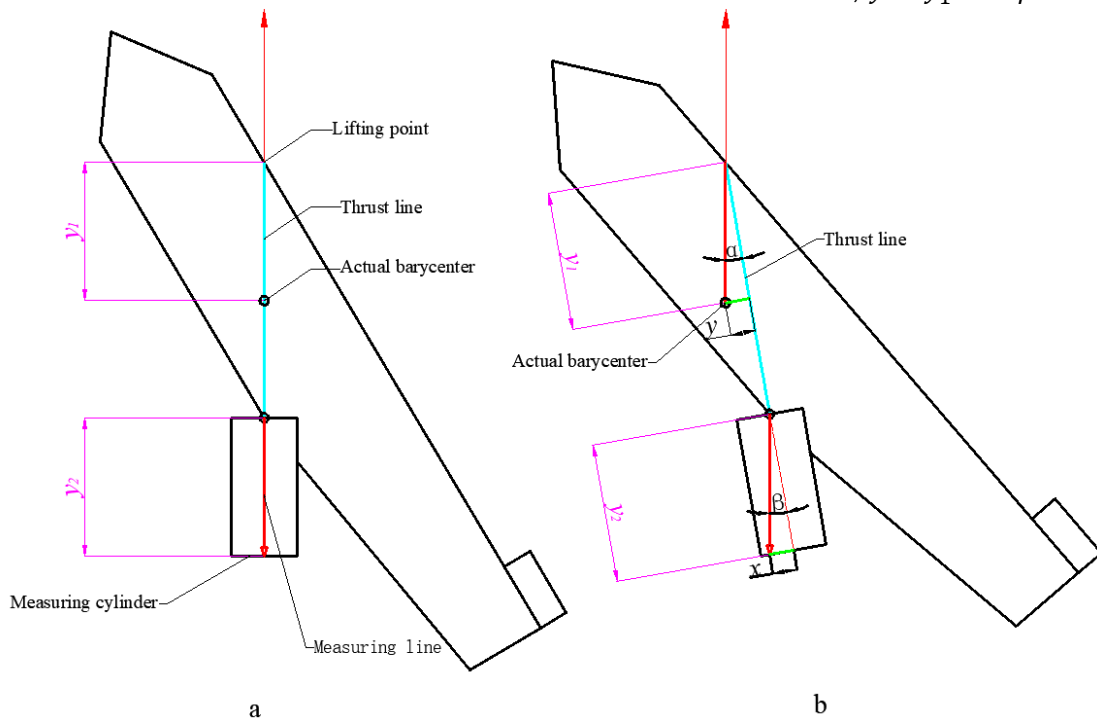 Lifting point
y1
Thrust line
Actual barycenter
y2
Measuring cylinder
Measuring line
a
α
Thrust line
y1
y
Actual barycenter
y2
β
x
b